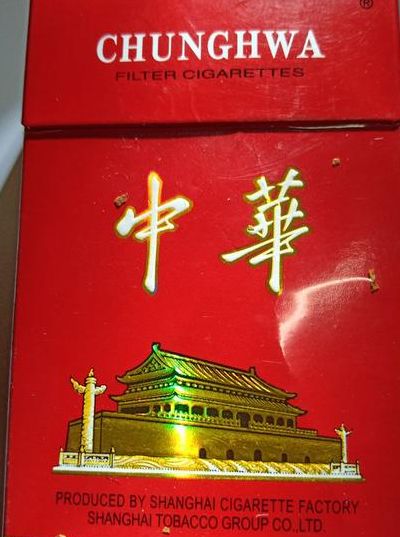 ®
CHUNGHWA
FILTER CIGARETTES
中華
PRODUCED BY SHANGHAI CIGARETTE FACTORY
SHANGHAI TOBACCO GROUP CO.,LTD.